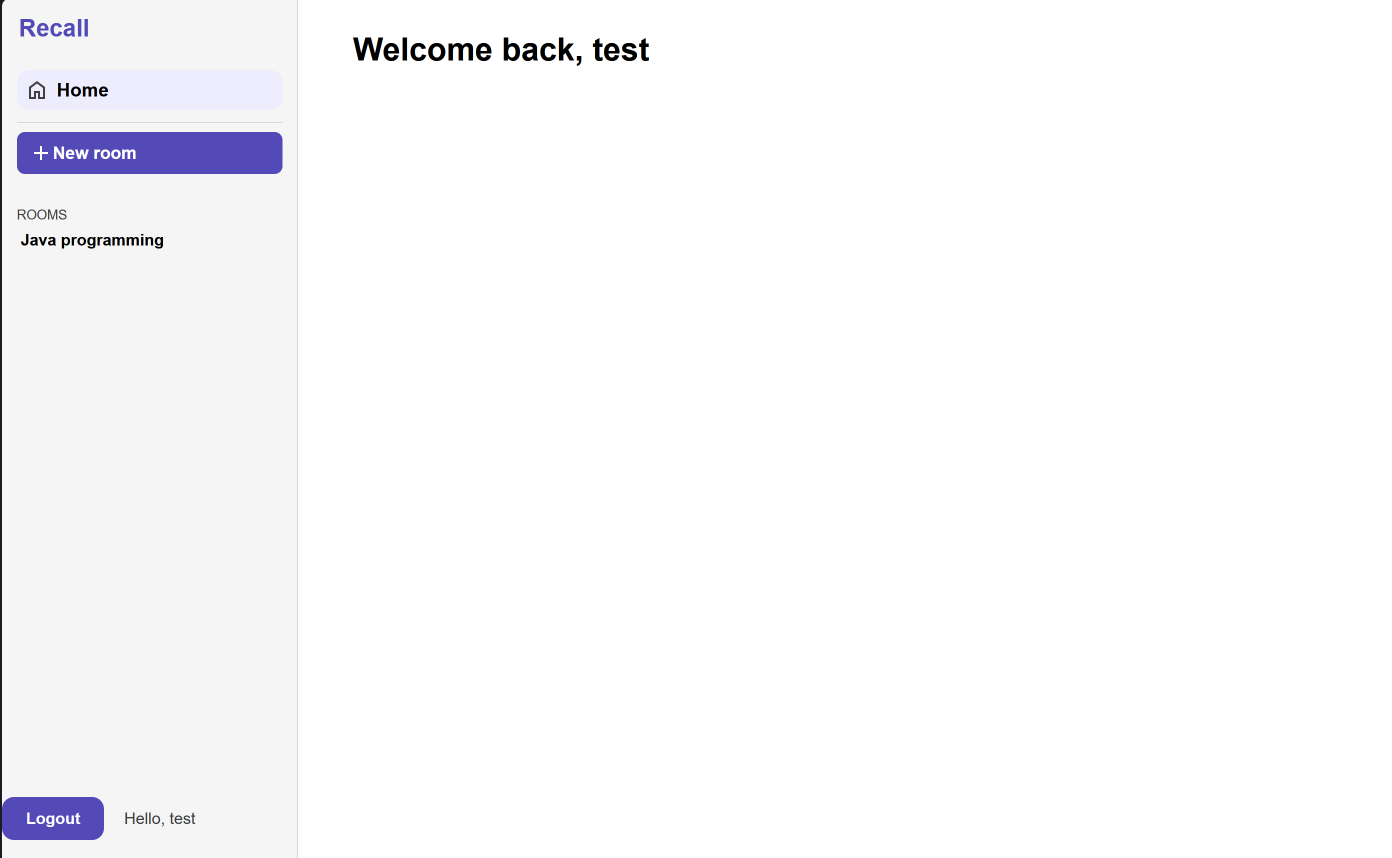 Recall
Home
New room
ROOMS
Java programming
Logout
Hello, test
Welcome back, test